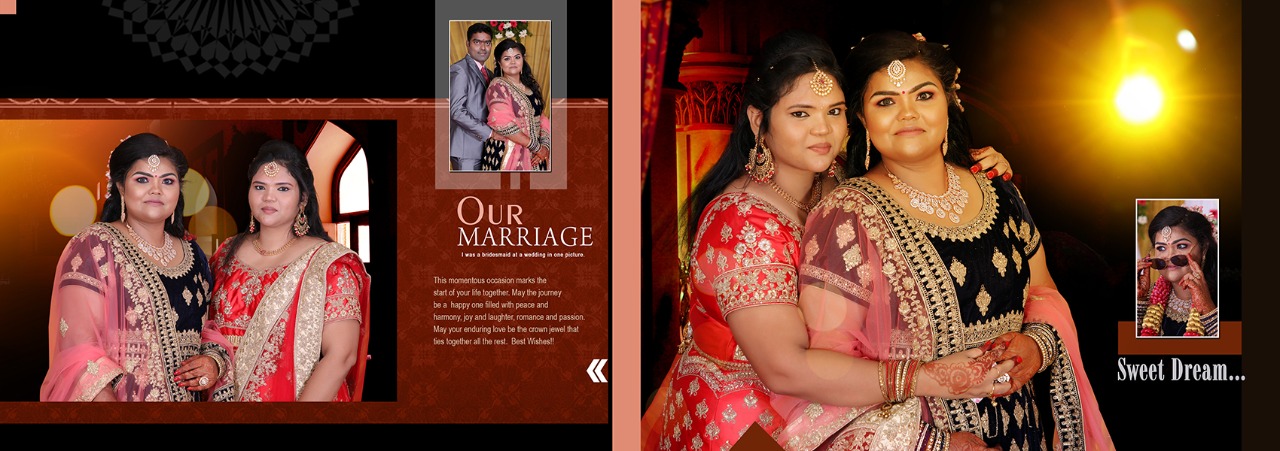 OUR
MARRIAGE
I was a bridesmaid at a wedding in one picture.
This momentous occasion marks the
start of your life together. May the journey
be a happy one filled with peace and
harmony, joy and laughter, romance and passion.
May your enduring love be the crown jewel that
ties together all the rest. Best Wishes!!
Sweet Dream...